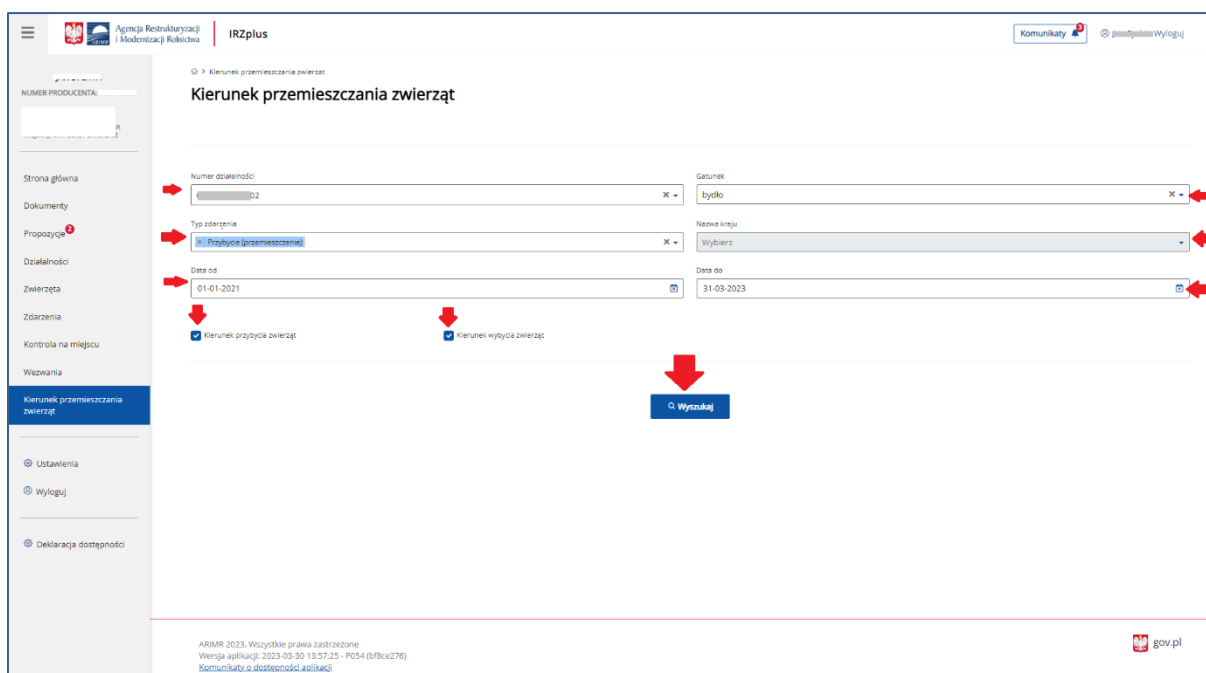 Agencja Restrukturyzacji
i Modernizacji Rolnictwa
IRZplus
Komunikaty 3
Wyloguj
NUMER PRODUCENTA:
Kierunek przemieszczania zwierzat
Kierunek przemieszczania zwierząt
Strona główna
Dokumenty
Propozycje 2
Działalności
Zwierzęta
Zdarzenia
Kontrola na miejscu
Wezwania
Kierunek przemieszczania
zwierząt
Ustawienia
Wyloguj
Deklaracja dostępności
Numer działalności
02
Gatunek
bydło
Typ zdarzenia
Przybycie (przemieszczenie)
Nazwa kraju
Wybierz
Data od
01-01-2021
Data do
31-03-2023
Kierunek przybycia zwierząt
Kierunek wybycia zwierząt
Wyszukaj
ARiMR 2023. Wszystkie prawa zastrzeżone
Wersja aplikacji: 2023-03-30 13:57:25 - P054 (bf8ce276)
Komunikaty o dostępności aplikacji
gov.pl